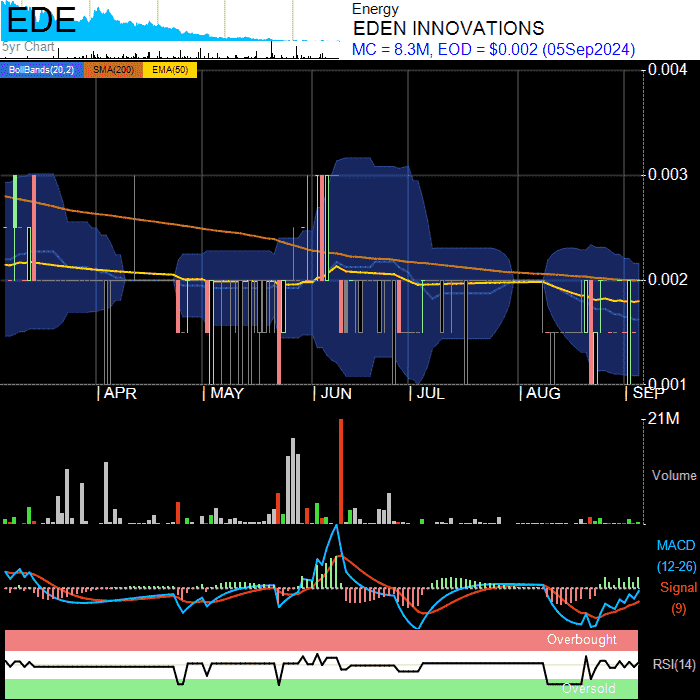 EDE
5yr Chart
Energy
EDEN INNOVATIONS
MC = 8.3M, EOD = $0.002 (05Sep2024)
BollBands(20,2) SMA(200) EMA(50)
0.004
0.003
0.002
0.001
APR MAY JUN JUL AUG SEP
21M
Volume
MACD
(12-26)
Signal
(9)
Overbought
RSI(14)
Oversold